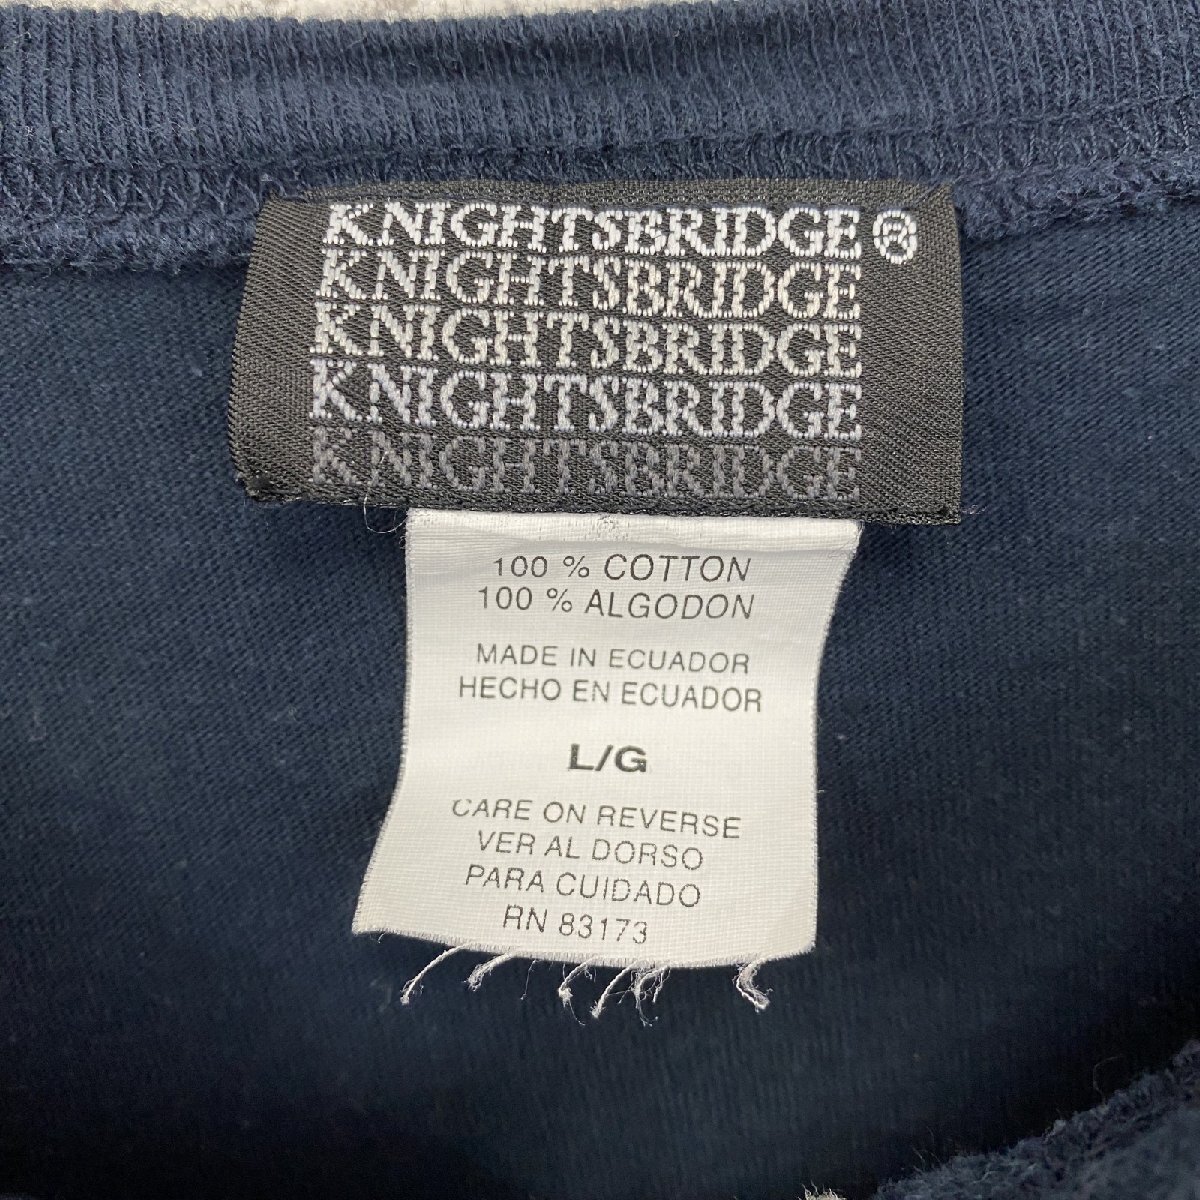 KNIGHTSBRIDGE®
KNIGHTSBRIDGE
KNIGHTSBRIDGE
KNIGHTSBRIDGE
KNIGHTSBRIDGE
100 % COTTON
100 % ALGODON
MADE IN ECUADOR
HECHO EN ECUADOR
L/G
CARE ON REVERSE
VER AL DORSO
PARA CUIDADO
RN 83173